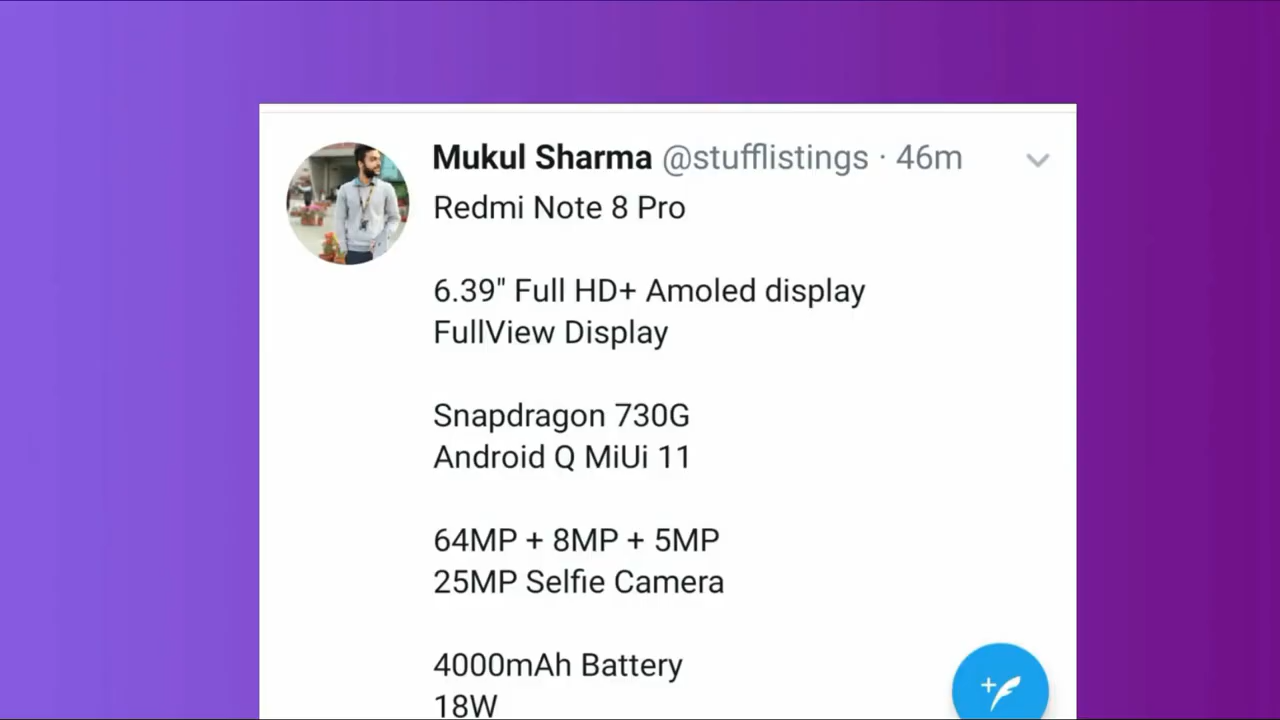 Mukul Sharma @stufflistings · 46m
Redmi Note 8 Pro
6.39" Full HD+ Amoled display
FullView Display
Snapdragon 730G
Android Q MiUi 11
64MP + 8MP + 5MP
25MP Selfie Camera
4000mAh Battery
18W